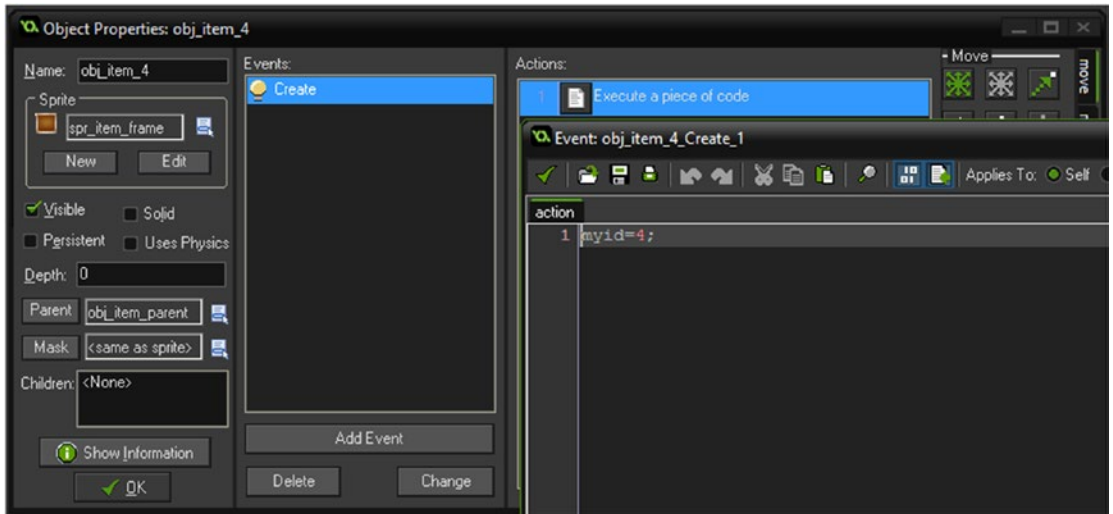 Object Properties: obj_item_4
Name: obj_item_4
Sprite
spr_item_frame
New Edit
Visible Solid
Persistent Uses Physics
Depth: 0
Parent obj_item_parent
Mask <same as sprite>
Children: <None>
Show Information
OK
Events:
Create
Add Event
Delete Change
Actions:
1 Execute a piece of code
Move
move
Event: obj_item_4_Create_1
Applies To: Self
action
1 myid=4;